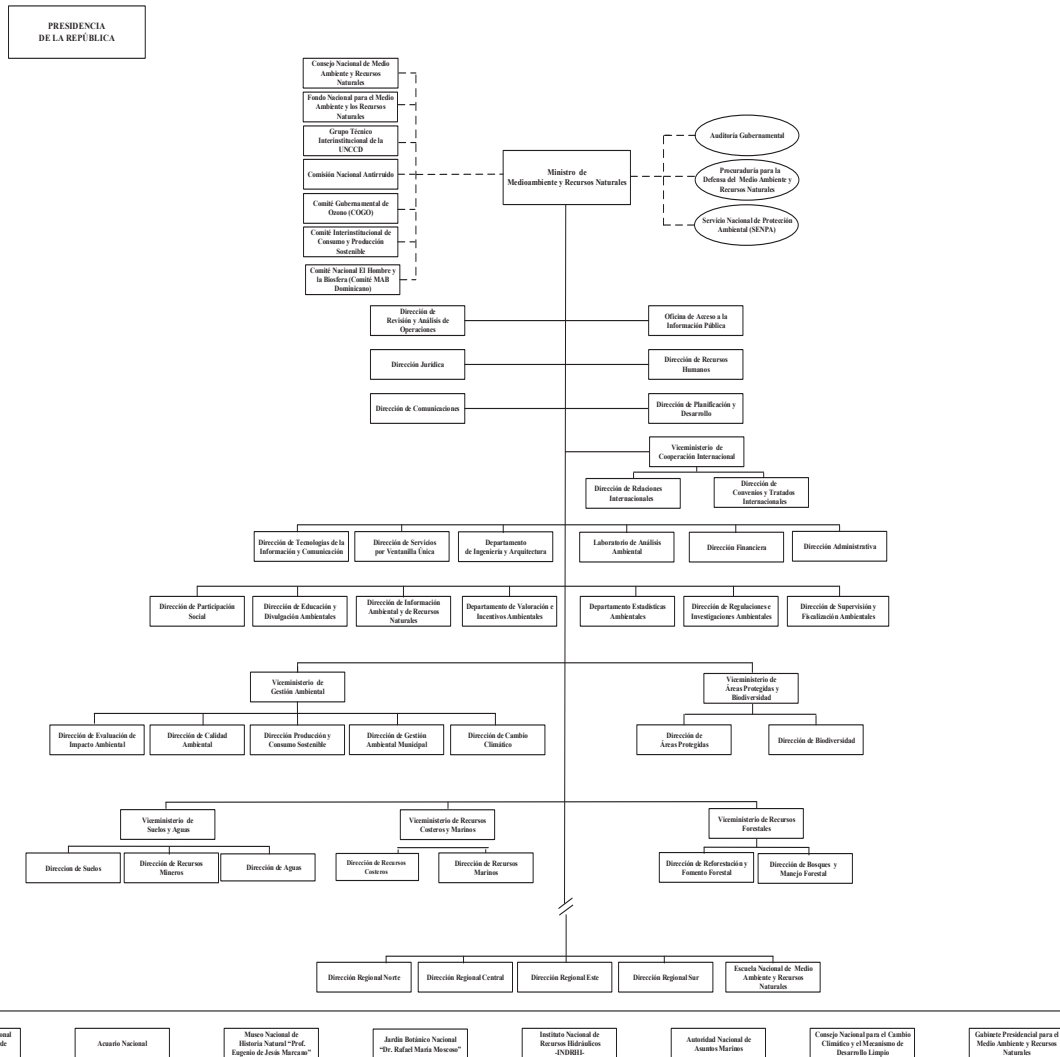 PRESIDENCIA
DE LA REPÚBLICA
Consejo Nacional de Medio
Ambiente y Recursos
Naturales
Fondo Nacional para el Medio
Ambiente y los Recursos
Naturales
Grupo Técnico
Interinstitucional de la
UNCCD
Comisión Nacional Antirruido
Comité Gubernamental de
Ozono (COGO)
Comité Interinstitucional de
Consumo y Producción
Sostenible
Comité Nacional El Hombre y
la Biosfera (Comité MAB
Dominicano)
Ministro de
Medioambiente y Recursos Naturales
Auditoría Gubernamental
Procuraduría para la
Defensa del Medio Ambiente y
Recursos Naturales
Servicio Nacional de Protección
Ambiental (SENPA)
Dirección de
Revisión y Análisis de
Operaciones
Oficina de Acceso a la
Información Pública
Dirección Jurídica
Dirección de Recursos
Humanos
Dirección de Comunicaciones
Dirección de Planificación y
Desarrollo
Viceministerio de
Cooperación Internacional
Dirección de Relaciones
Internacionales
Dirección de
Convenios y Tratados
Internacionales
Dirección de Tecnologías de la
Información y Comunicación
Dirección de Servicios
por Ventanilla Única
Departamento
de Ingeniería y Arquitectura
Laboratorio de Análisis
Ambiental
Dirección Financiera
Dirección Administrativa
Dirección de Participación
Social
Dirección de Educación y
Divulgación Ambientales
Dirección de Información
Ambiental y de Recursos
Naturales
Departamento de Valoración e
Incentivos Ambientales
Departamento Estadísticas
Ambientales
Dirección de Regulaciones e
Investigaciones Ambientales
Dirección de Supervisión y
Fiscalización Ambientales
Viceministerio de
Gestión Ambiental
Viceministerio de
Áreas Protegidas y
Biodiversidad
Dirección de Evaluación de
Impacto Ambiental
Dirección de Calidad
Ambiental
Dirección Producción y
Consumo Sostenible
Dirección de Gestión
Ambiental Municipal
Dirección de Cambio
Climático
Dirección de
Áreas Protegidas
Dirección de Biodiversidad
Viceministerio de
Suelos y Aguas
Viceministerio de Recursos
Costeros y Marinos
Viceministerio de Recursos
Forestales
Direccion de Suelos
Dirección de Recursos
Mineros
Dirección de Aguas
Dirección de Recursos
Costeros
Dirección de Recursos
Marinos
Dirección de Reforestación y
Fomento Forestal
Dirección de Bosques y
Manejo Forestal
Dirección Regional Norte
Dirección Regional Central
Dirección Regional Este
Dirección Regional Sur
Escuela Nacional de Medio
Ambiente y Recursos
Naturales
Acuario Nacional
Museo Nacional de
Historia Natural “Prof.
Eugenio de Jesús Marcano”
Jardín Botánico Nacional
“Dr. Rafael María Moscoso”
Instituto Nacional de
Recursos Hidráulicos
-INDRHI-
Autoridad Nacional de
Asuntos Marinos
Consejo Nacional para el Cambio
Climático y el Mecanismo de
Desarrollo Limpio
Gabinete Presidencial para el
Medio Ambiente y Recursos
Naturales